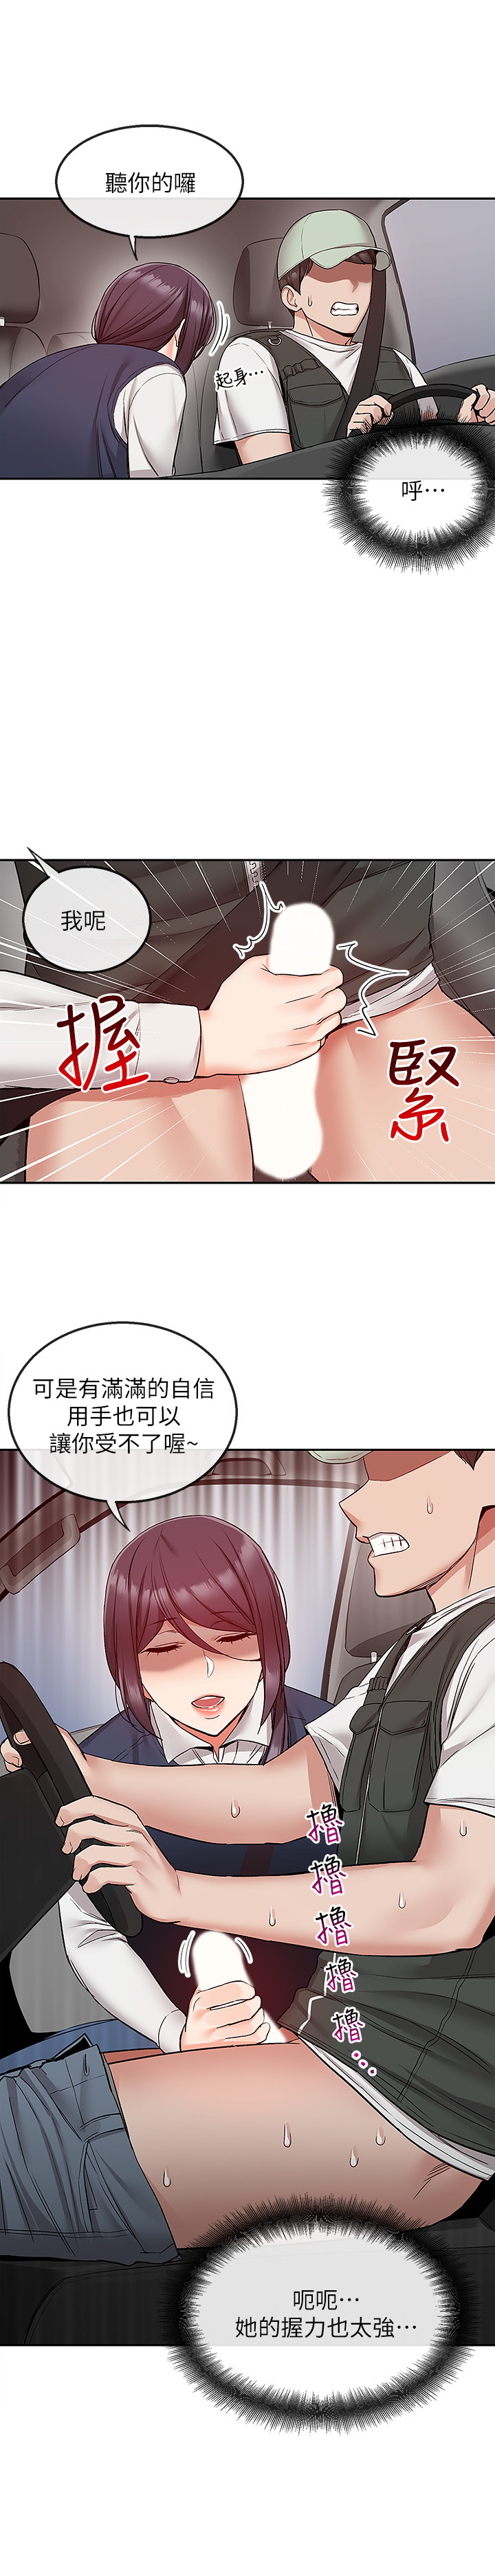 聽你的囉
起身…
呼…
我呢
握
緊
可是有滿滿的自信
用手也可以
讓你受不了喔~
擼
擼
擼
擼
擼…
呃呃…
她的握力也太強…